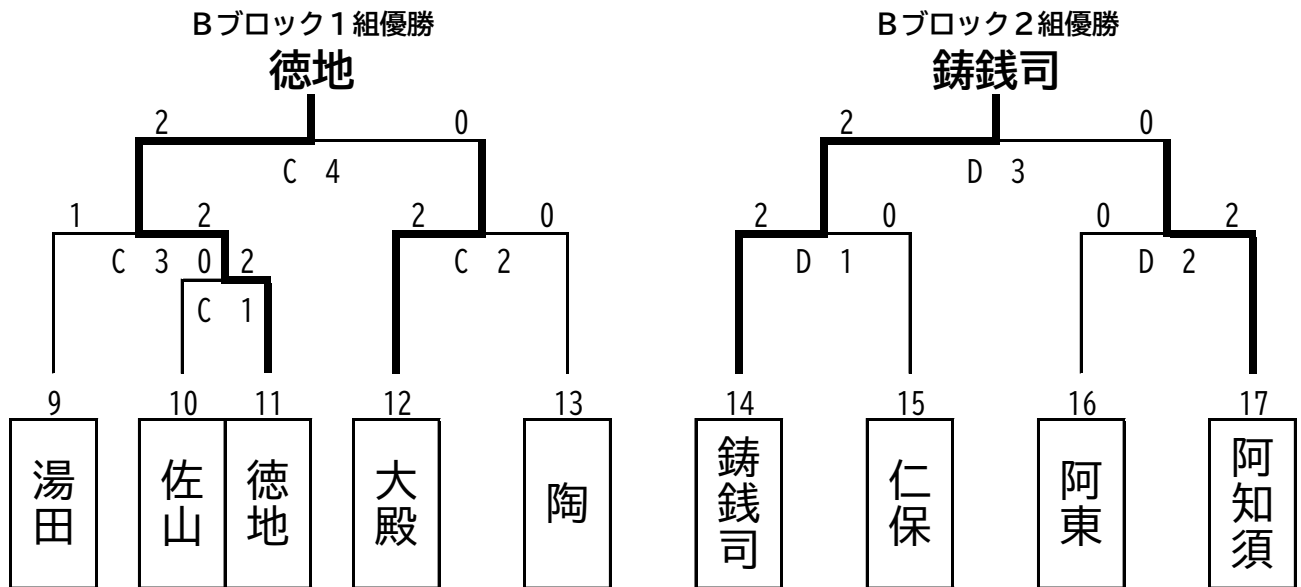 Bブロック1組優勝 Bブロック2組優勝
徳地 鋳銭司
2 0 2 0
C 4 D 3
1 2 2 0 2 0 0 2
C 3 0 2 C 2 D 1 D 2
C 1
9 10 11 12 13 14 15 16 17
湯田 佐山 徳地 大殿 陶 鋳銭司 仁保 阿東 阿知須